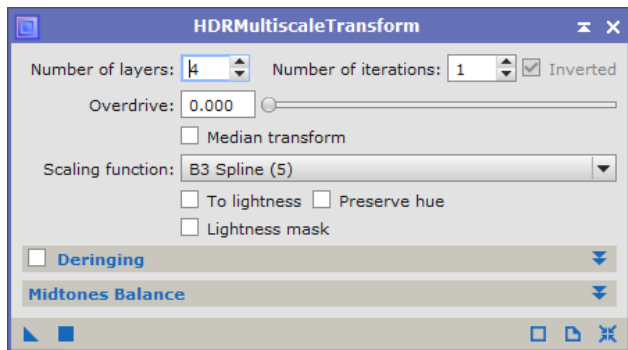 HDRMultiscaleTransform
Number of layers: 4 Number of iterations: 1 Inverted
Overdrive: 0.000
Median transform
Scaling function: B3 Spline (5)
To lightness Preserve hue
Lightness mask
Deringing
Midtones Balance